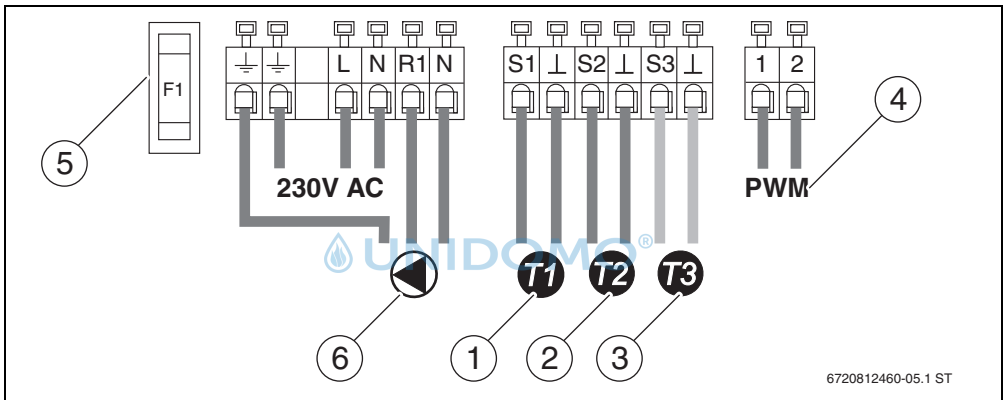 F1
L N R1 N
S1 ⊥ S2 ⊥ S3 ⊥
1 2
4
5
230V AC
PWM
UNIDOMO®
T1 T2 T3
6 1 2 3
6720812460-05.1 ST